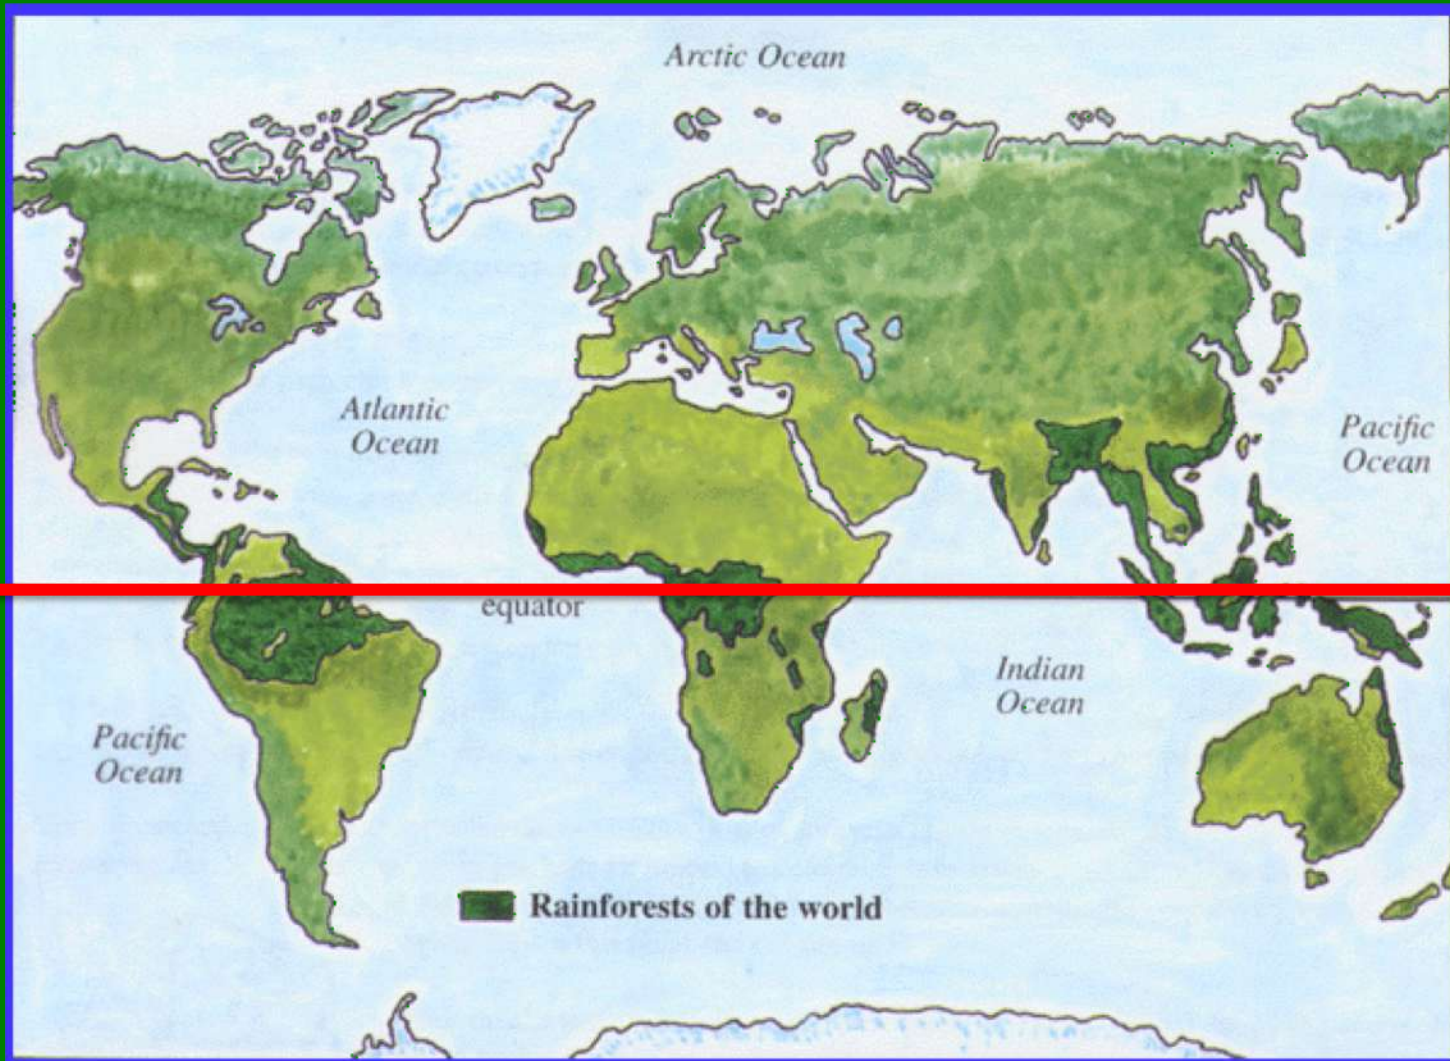 Arctic Ocean
Atlantic
Ocean
Pacific
Ocean
equator
Indian
Ocean
Pacific
Ocean
Rainforests of the world